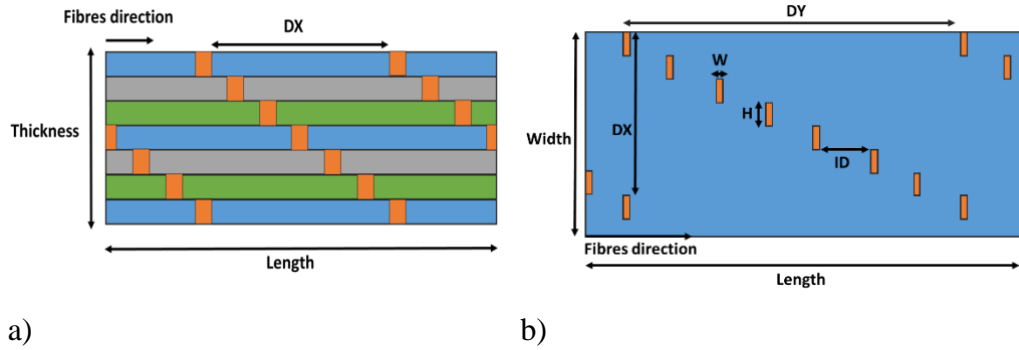 Fibres direction
DX
Thickness
Length
a)
DY
W
H
DX
Width
ID
Fibres direction
Length
b)